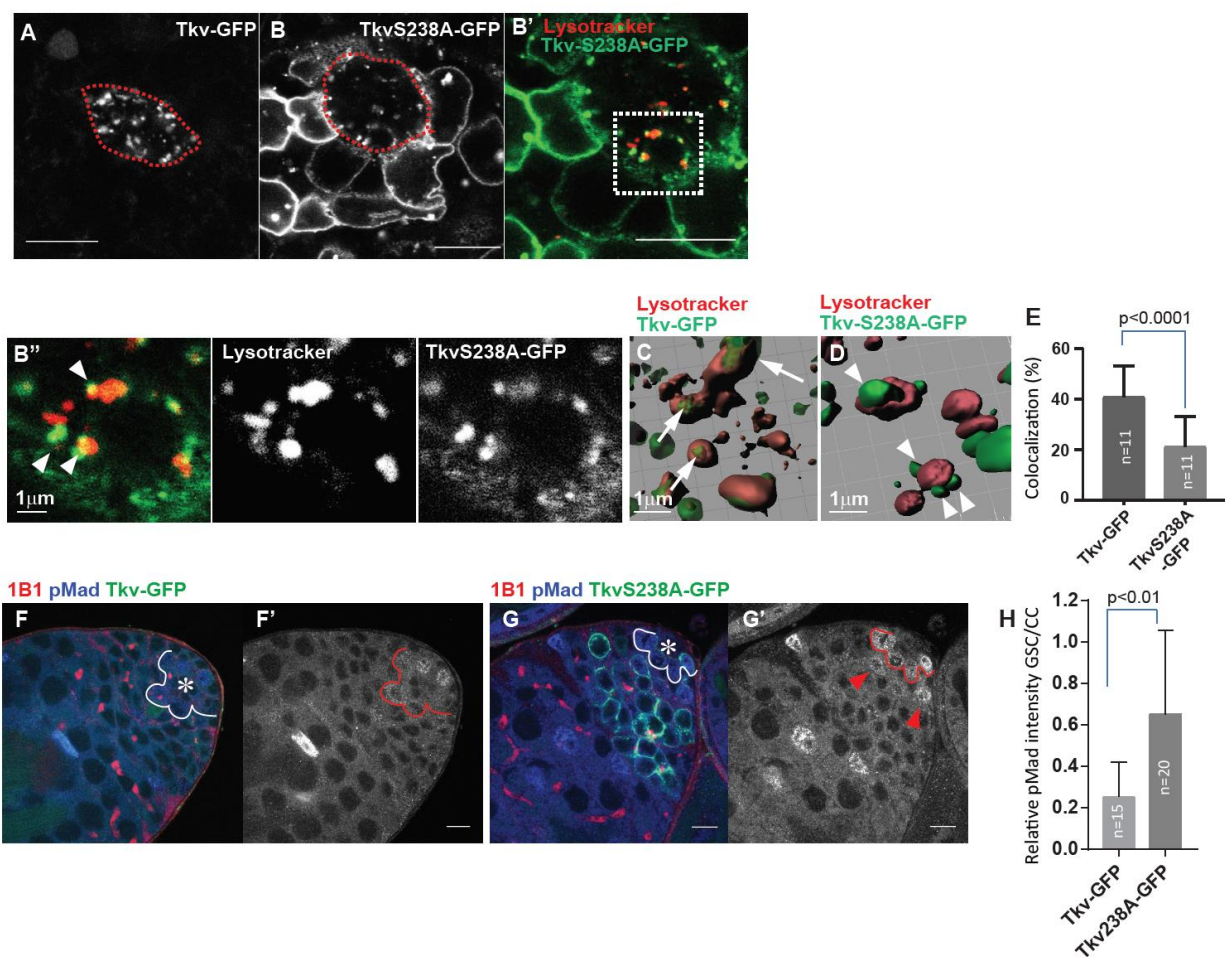 A
Tkv-GFP
B
TkvS238A-GFP
B’
Lysotracker
Tkv-S238A-GFP
B”
Lysotracker
TkvS238A-GFP
1μm
Lysotracker
Tkv-GFP
C
1μm
Lysotracker
Tkv-S238A-GFP
D
1μm
E
p<0.0001
Colocalization (%)
60
40
20
0
n=11
n=11
Tkv-GFP
TkvS238A
-GFP
1B1 pMad Tkv-GFP
F
*
F’
1B1 pMad TkvS238A-GFP
G
*
G’
H
p<0.01
Relative pMad intensity GSC/CC
1.2
1.0
0.8
0.6
0.4
0.2
0.0
n=15
n=20
Tkv-GFP
Tkv238A-GFP